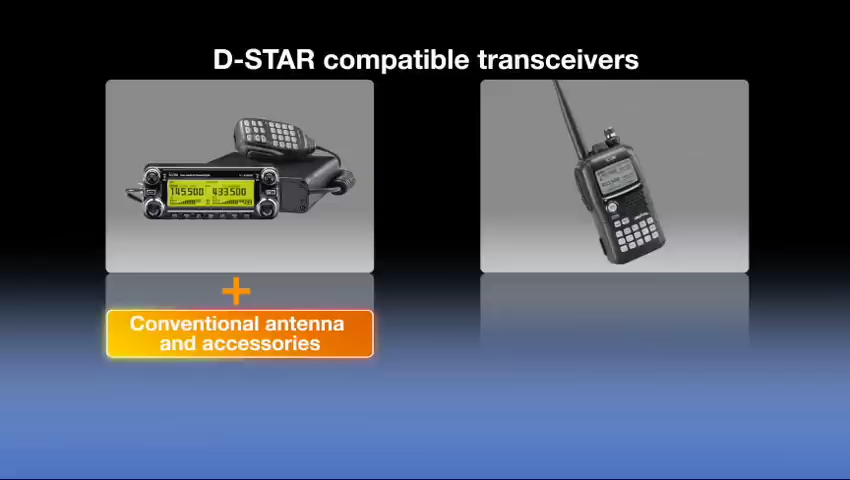 D-STAR compatible transceivers
145.500 433.500
Conventional antenna
and accessories